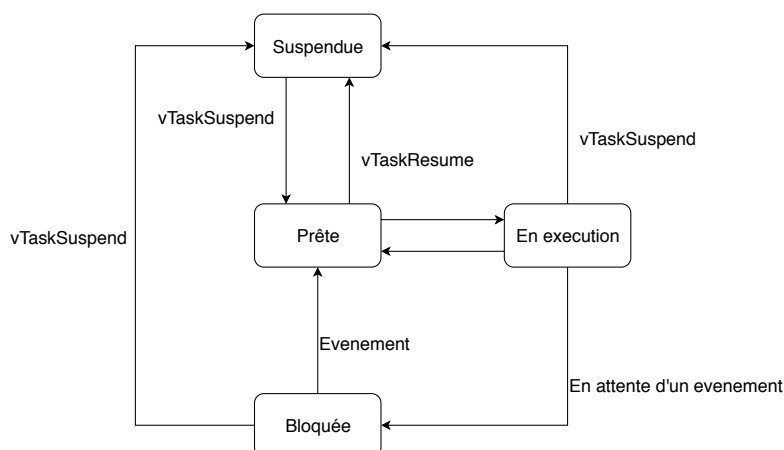 Suspendue
vTaskSuspend
vTaskResume
vTaskSuspend
Prête
En execution
vTaskSuspend
Evenement
En attente d'un evenement
Bloquée